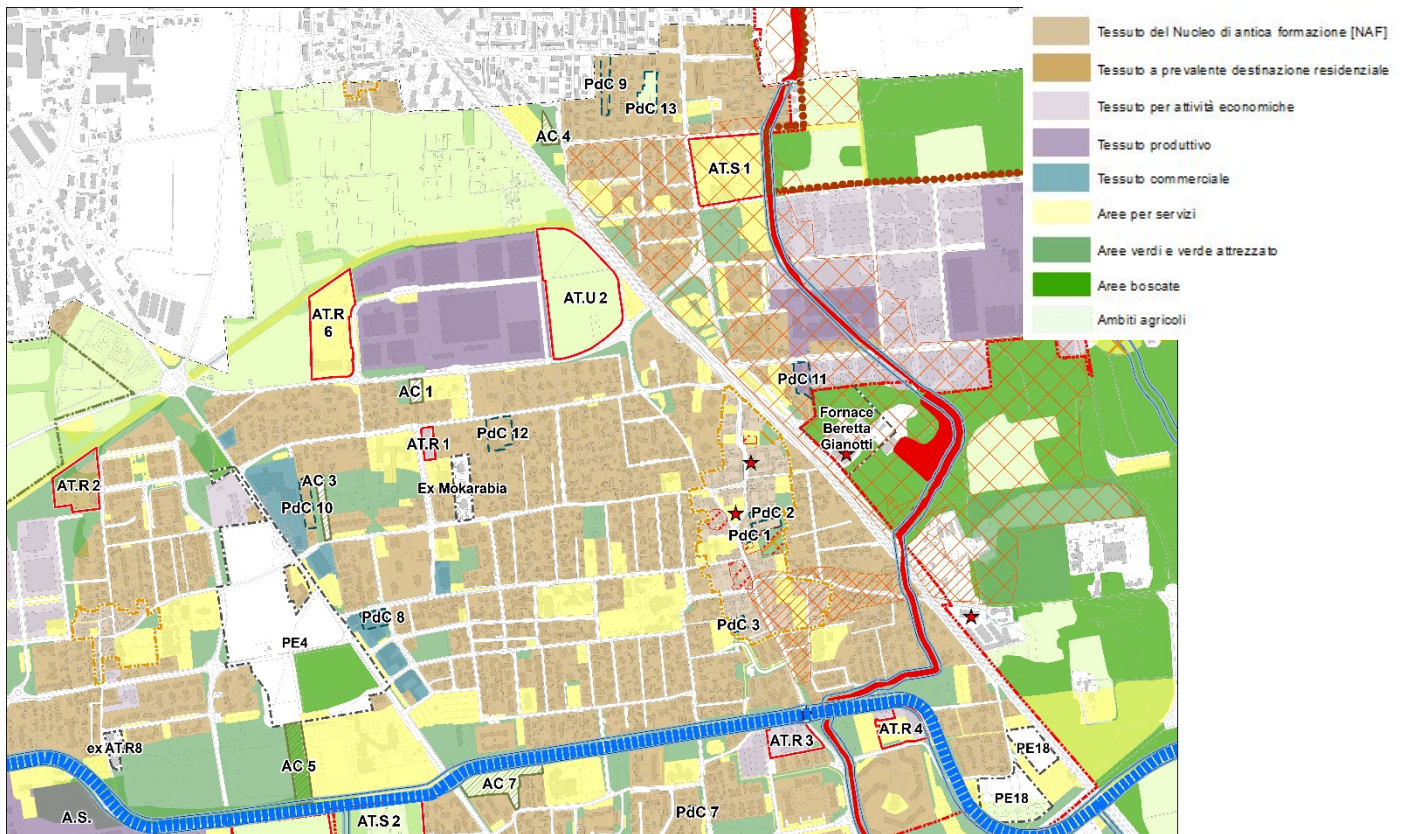 Tessuto del Nucleo di antica formazione [NAF]
Tessuto a prevalente destinazione residenziale
Tessuto per attività economiche
Tessuto produttivo
Tessuto commerciale
Aree per servizi
Aree verdi e verde attrezzato
Aree boscate
Ambiti agricoli
PdC 9
PdC 13
AC 4
AT.S 1
AT.U 2
AT.R
6
PdC 11
AC 1
Fornace
Beretta
Gianotti
AT.R 1
PdC 12
AT.R 2
AC 3
Ex Mokarabia
PdC 10
PdC 2
PdC 1
PdC 8
PdC 3
PE4
ex AT.R8
AT.R 3
AT.R 4
PE18
AC 5
AC 7
PE18
A.S.
AT.S 2
PdC 7